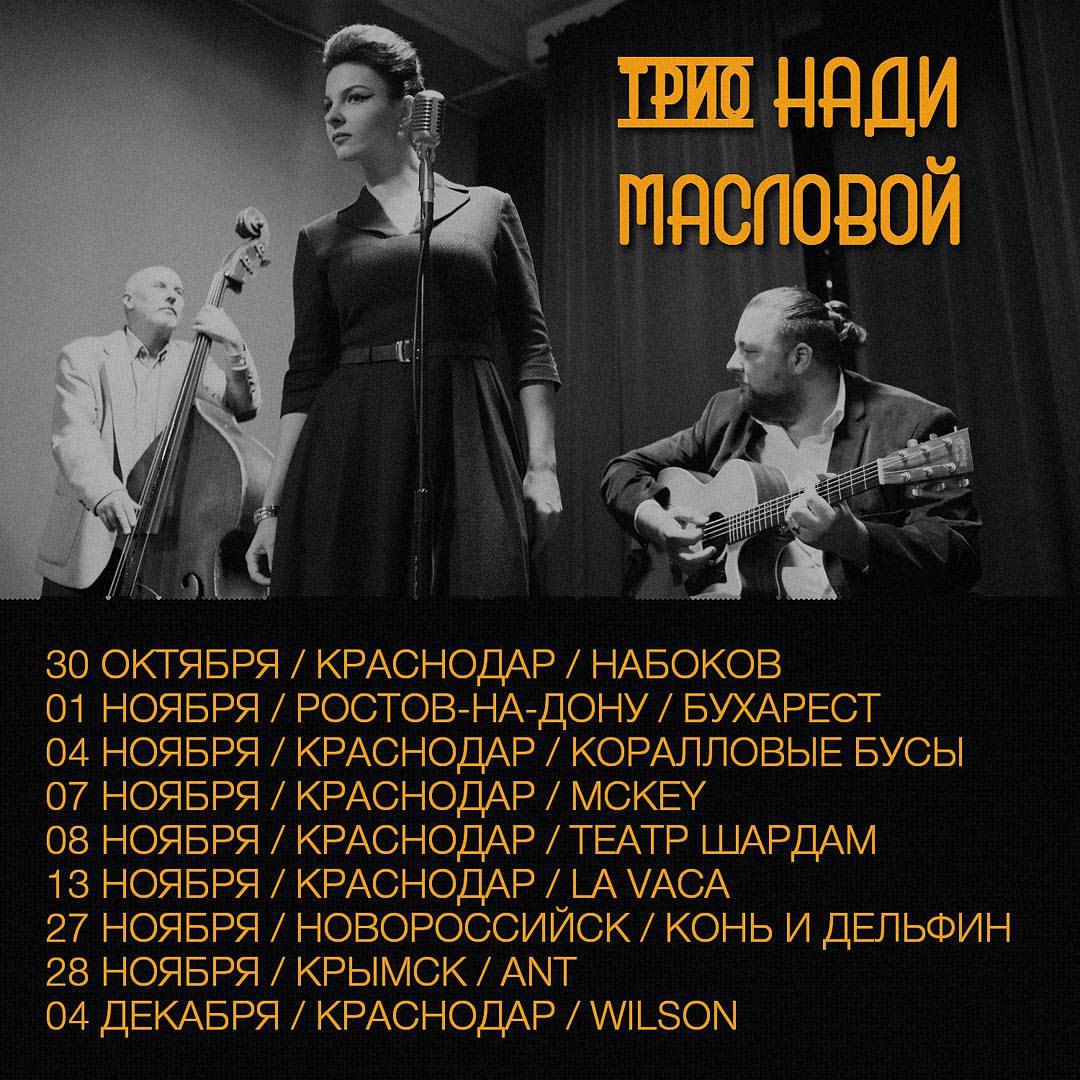 ТРИО НАДИ
МАСЛОВОЙ
30 ОКТЯБРЯ / КРАСНОДАР / НАБОКОВ
01 НОЯБРЯ / РОСТОВ-НА-ДОНУ / БУХАРЕСТ
04 НОЯБРЯ / КРАСНОДАР / КОРАЛЛОВЫЕ БУСЫ
07 НОЯБРЯ / КРАСНОДАР / MCKEY
08 НОЯБРЯ / КРАСНОДАР / ТЕАТР ШАРДАМ
13 НОЯБРЯ / КРАСНОДАР / LA VACA
27 НОЯБРЯ / НОВОРОССИЙСК / КОНЬ И ДЕЛЬФИН
28 НОЯБРЯ / КРЫМСК / ANT
04 ДЕКАБРЯ / КРАСНОДАР / WILSON